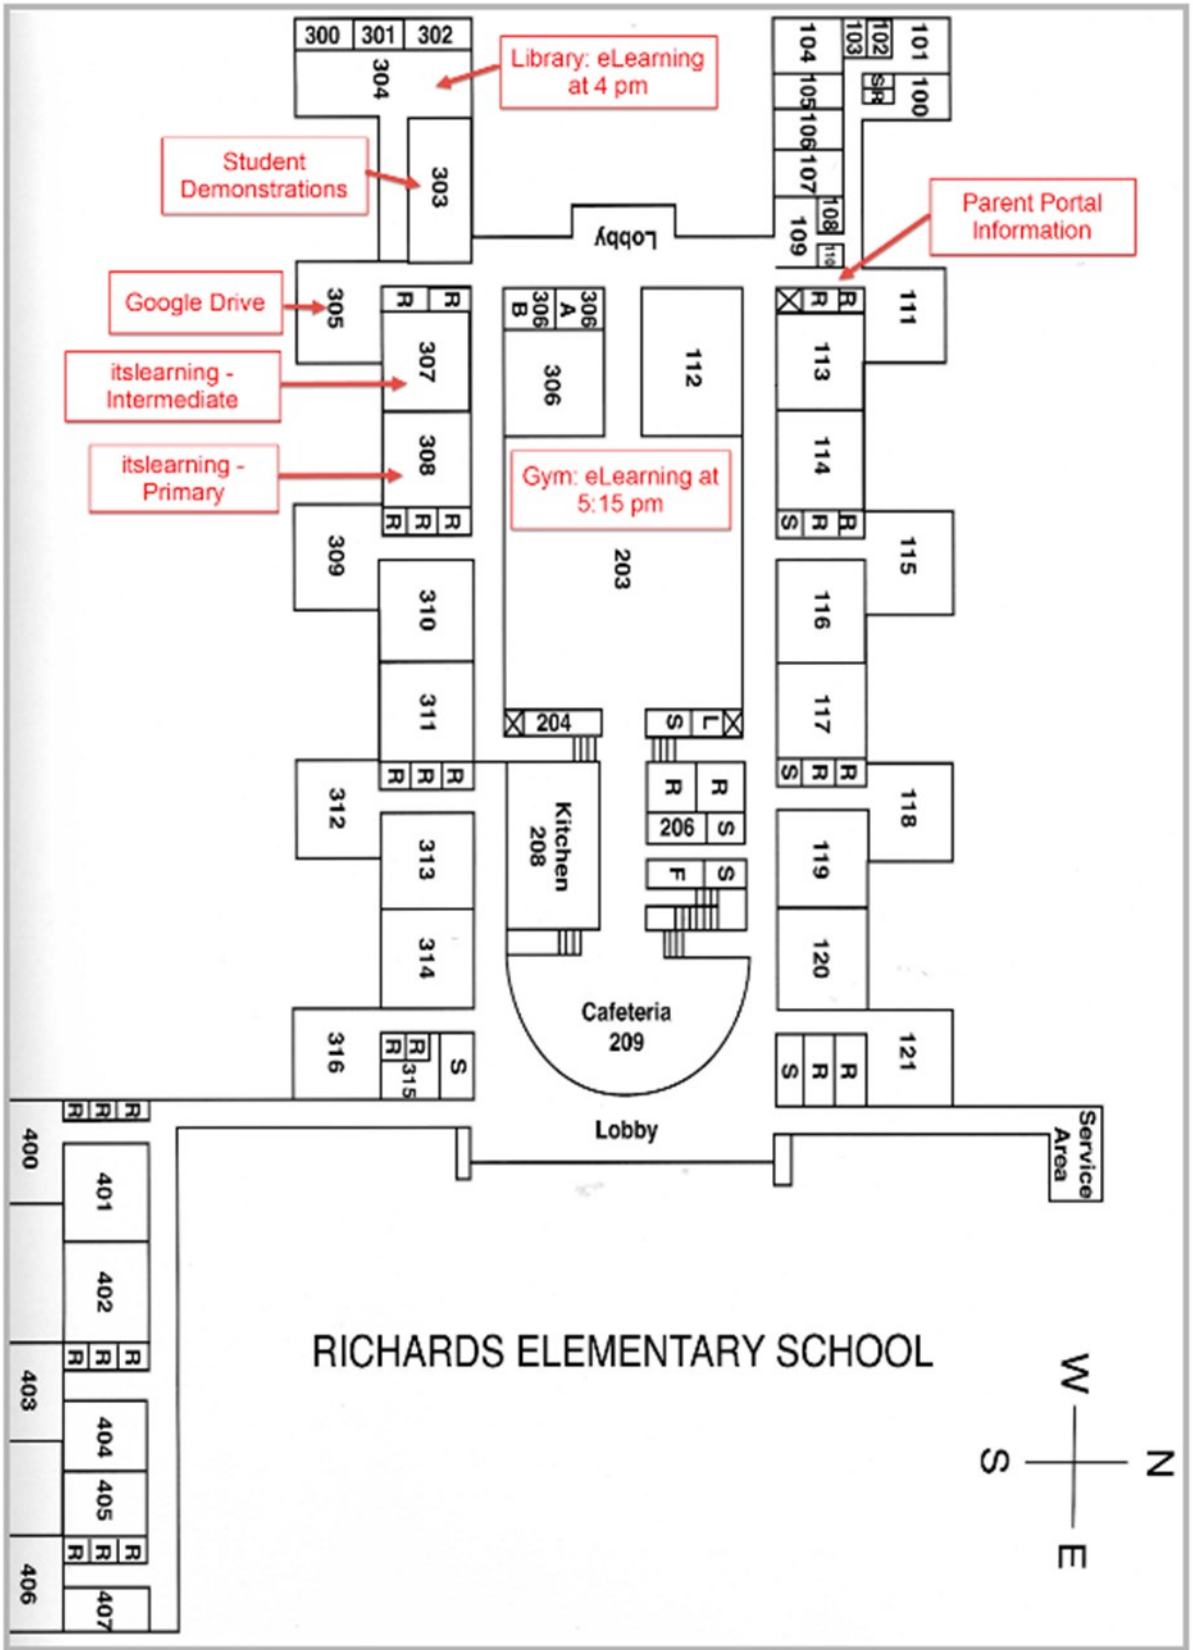 300 301 302
304
Library: eLearning
at 4 pm
104 103 102 101
105 S R 100
106
107
Student
Demonstrations
303
108
109
110
Parent Portal
Information
Lobby
Google Drive
305
R R
306 B 306 A 306
112
R R
111
itslearning -
Intermediate
307
113
itslearning -
Primary
308
114
Gym: eLearning at
5:15 pm
R R R
S R R
309
203
115
310
116
311
117
204
S L
R R R
S R R
312
Kitchen
208
R R
206 S
118
313
F S
119
314
120
Cafeteria
209
316
R R S
315
S R R
121
Lobby
Service
Area
R R R
400
401
402
R R R
403
404
405
R R R
406
407
RICHARDS ELEMENTARY SCHOOL
W
S N
E